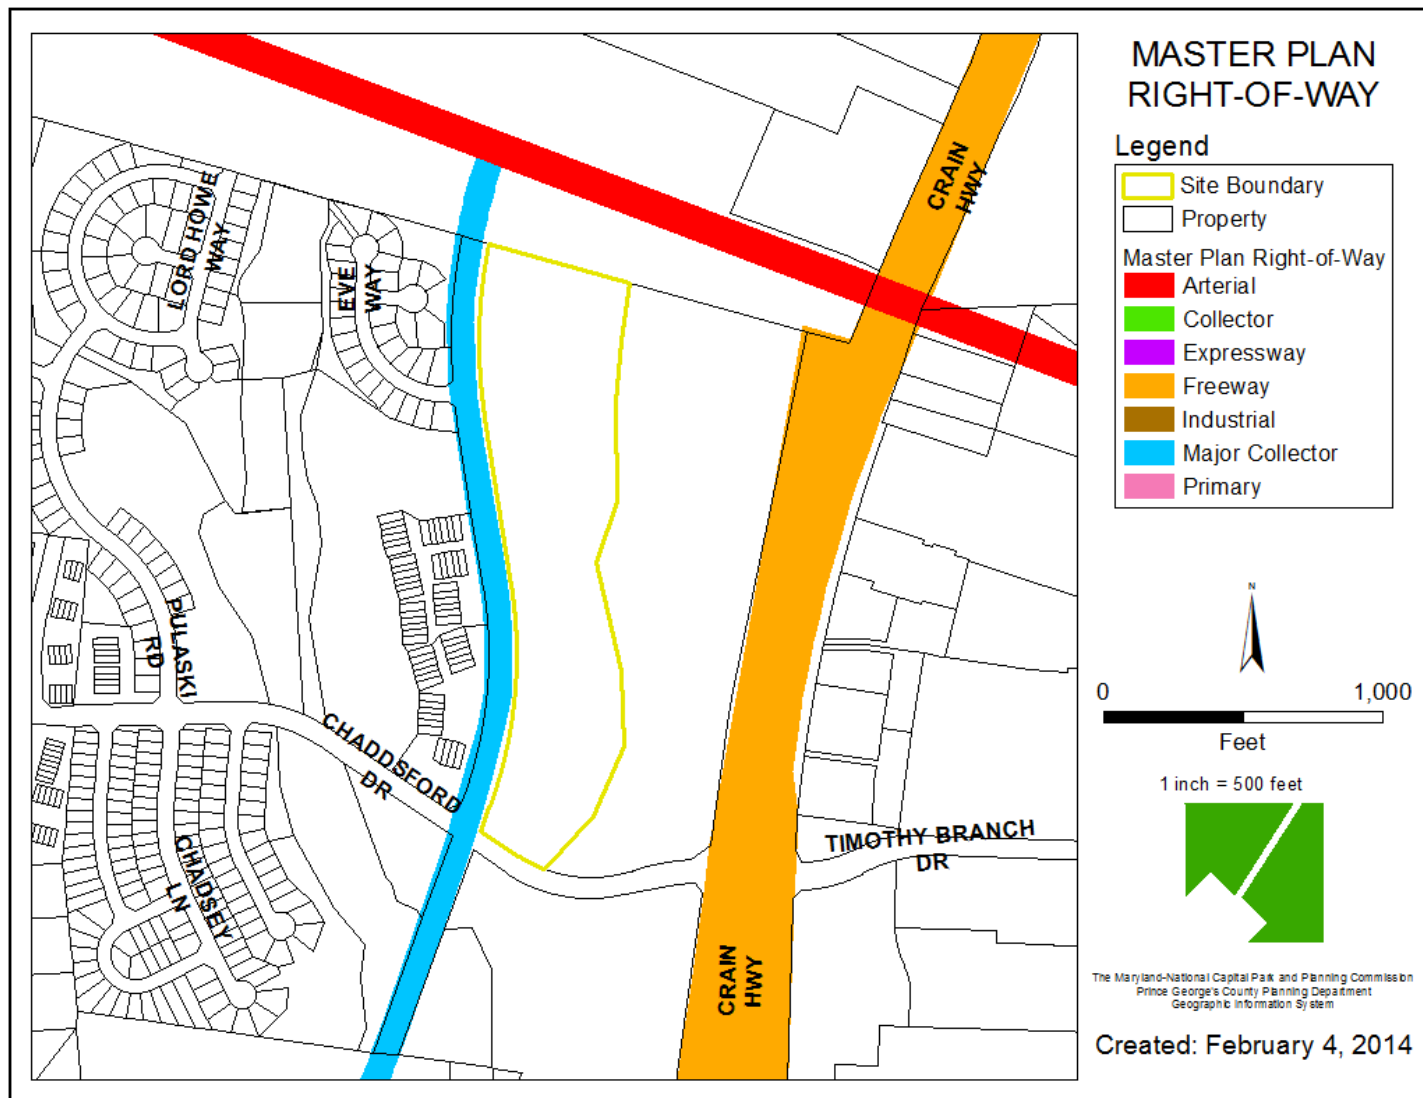 MASTER PLAN
RIGHT-OF-WAY
Legend
Site Boundary
Property
Master Plan Right-of-Way
Arterial
Collector
Expressway
Freeway
Industrial
Major Collector
Primary
N
0 1,000
Feet
1 inch = 500 feet
The Maryland-National Capital Park and Planning Commission
Prince George's County Planning Department
Geographic Information System
Created: February 4, 2014
CRAIN
HWY
LORD HOWE
WAY
EVE
WAY
PULASKI
RD
CHADDSFORD
DR
CHADSEY
LN
TIMOTHY BRANCH
DR
CRAIN
HWY